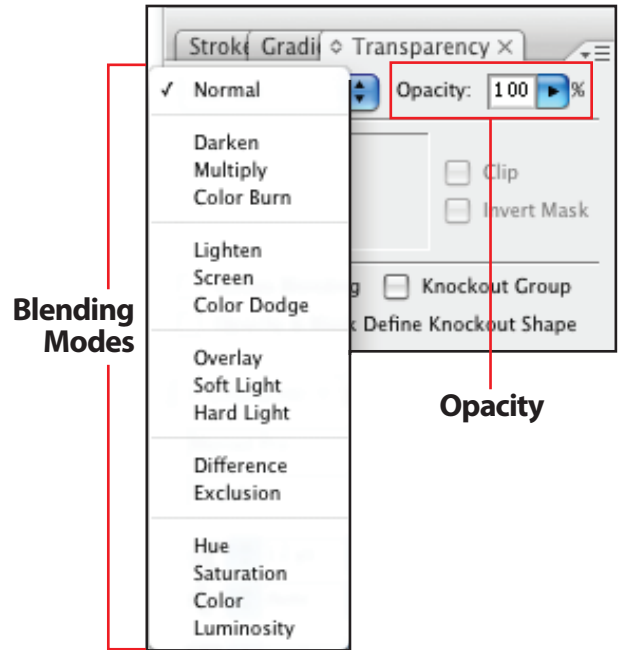 Stroke Gradi Transparency
✓ Normal
Opacity: 100 %
Darken
Multiply
Color Burn
Clip
Invert Mask
Lighten
Screen
Color Dodge
Knockout Group
Define Knockout Shape
Blending
Modes
Overlay
Soft Light
Hard Light
Opacity
Difference
Exclusion
Hue
Saturation
Color
Luminosity